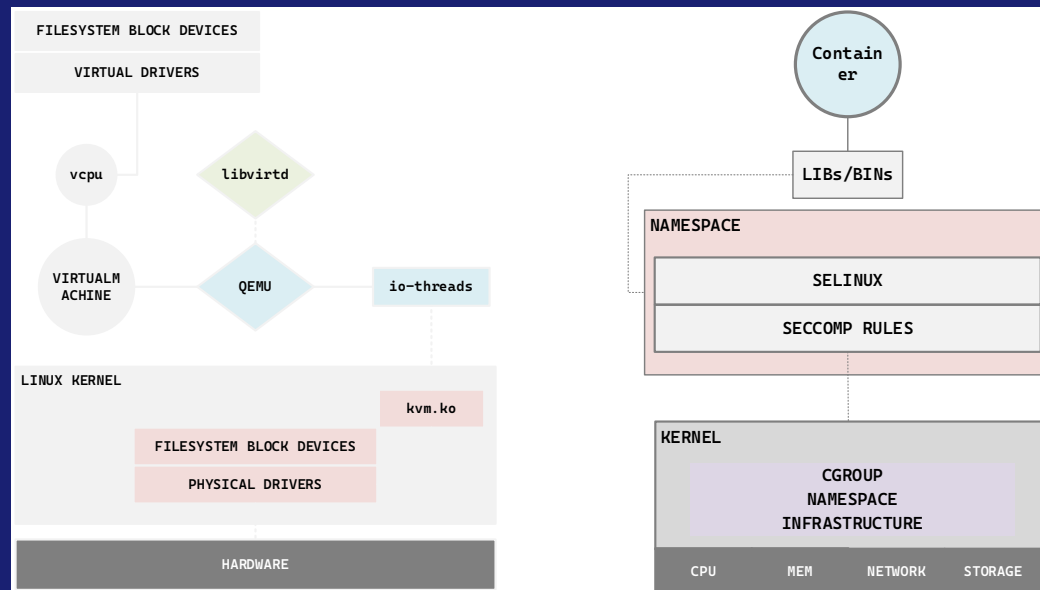 FILESYSTEM BLOCK DEVICES
VIRTUAL DRIVERS
vcpu
libvirtd
VIRTUALM
ACHINE
QEMU
io-threads
LINUX KERNEL
kvm.ko
FILESYSTEM BLOCK DEVICES
PHYSICAL DRIVERS
HARDWARE
Contain
er
LIBs/BINs
NAMESPACE
SELINUX
SECCOMP RULES
KERNEL
CGROUP
NAMESPACE
INFRASTRUCTURE
CPU MEM NETWORK STORAGE